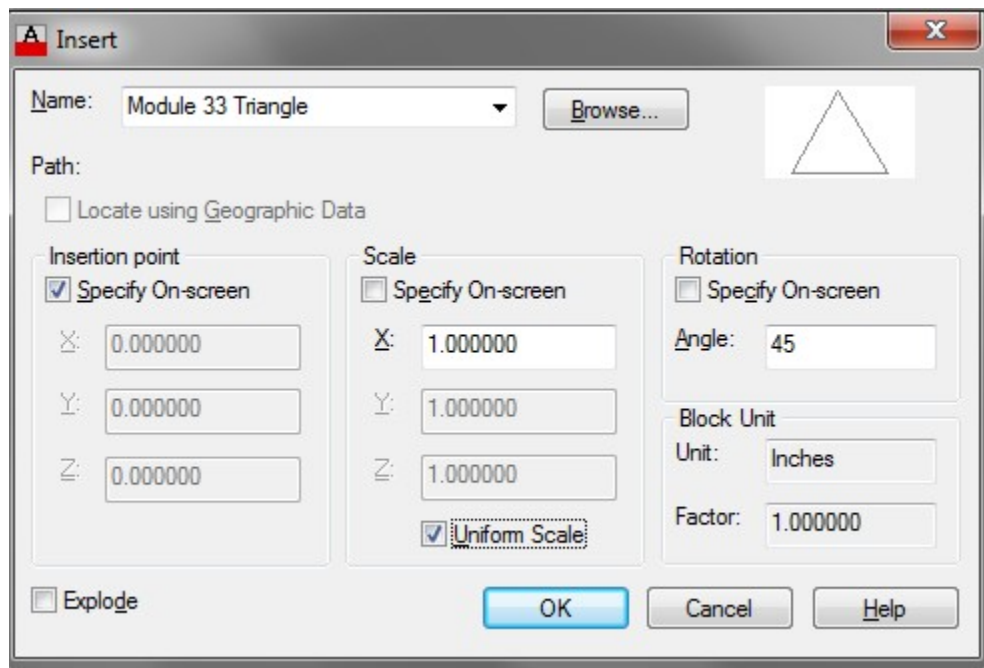 A Insert
Name: Module 33 Triangle Browse...
Path:
Locate using Geographic Data
Insertion point
Specify On-screen
X: 0.000000
Y: 0.000000
Z: 0.000000
Scale
Specify On-screen
X: 1.000000
Y: 1.000000
Z: 1.000000
Uniform Scale
Rotation
Specify On-screen
Angle: 45
Block Unit
Unit: Inches
Factor: 1.000000
Explode
OK Cancel Help